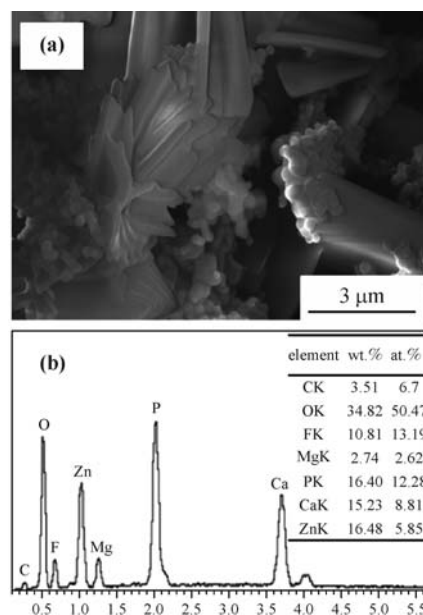 (a)
3 μm
(b)
element wt.% at.%
CK 3.51 6.7
OK 34.82 50.47
FK 10.81 13.19
MgK 2.74 2.62
PK 16.40 12.28
CaK 15.23 8.81
ZnK 16.48 5.85
C
O
F
Zn
Mg
P
Ca
0.5 1.0 1.5 2.0 2.5 3.0 3.5 4.0 4.5 5.0 5.5